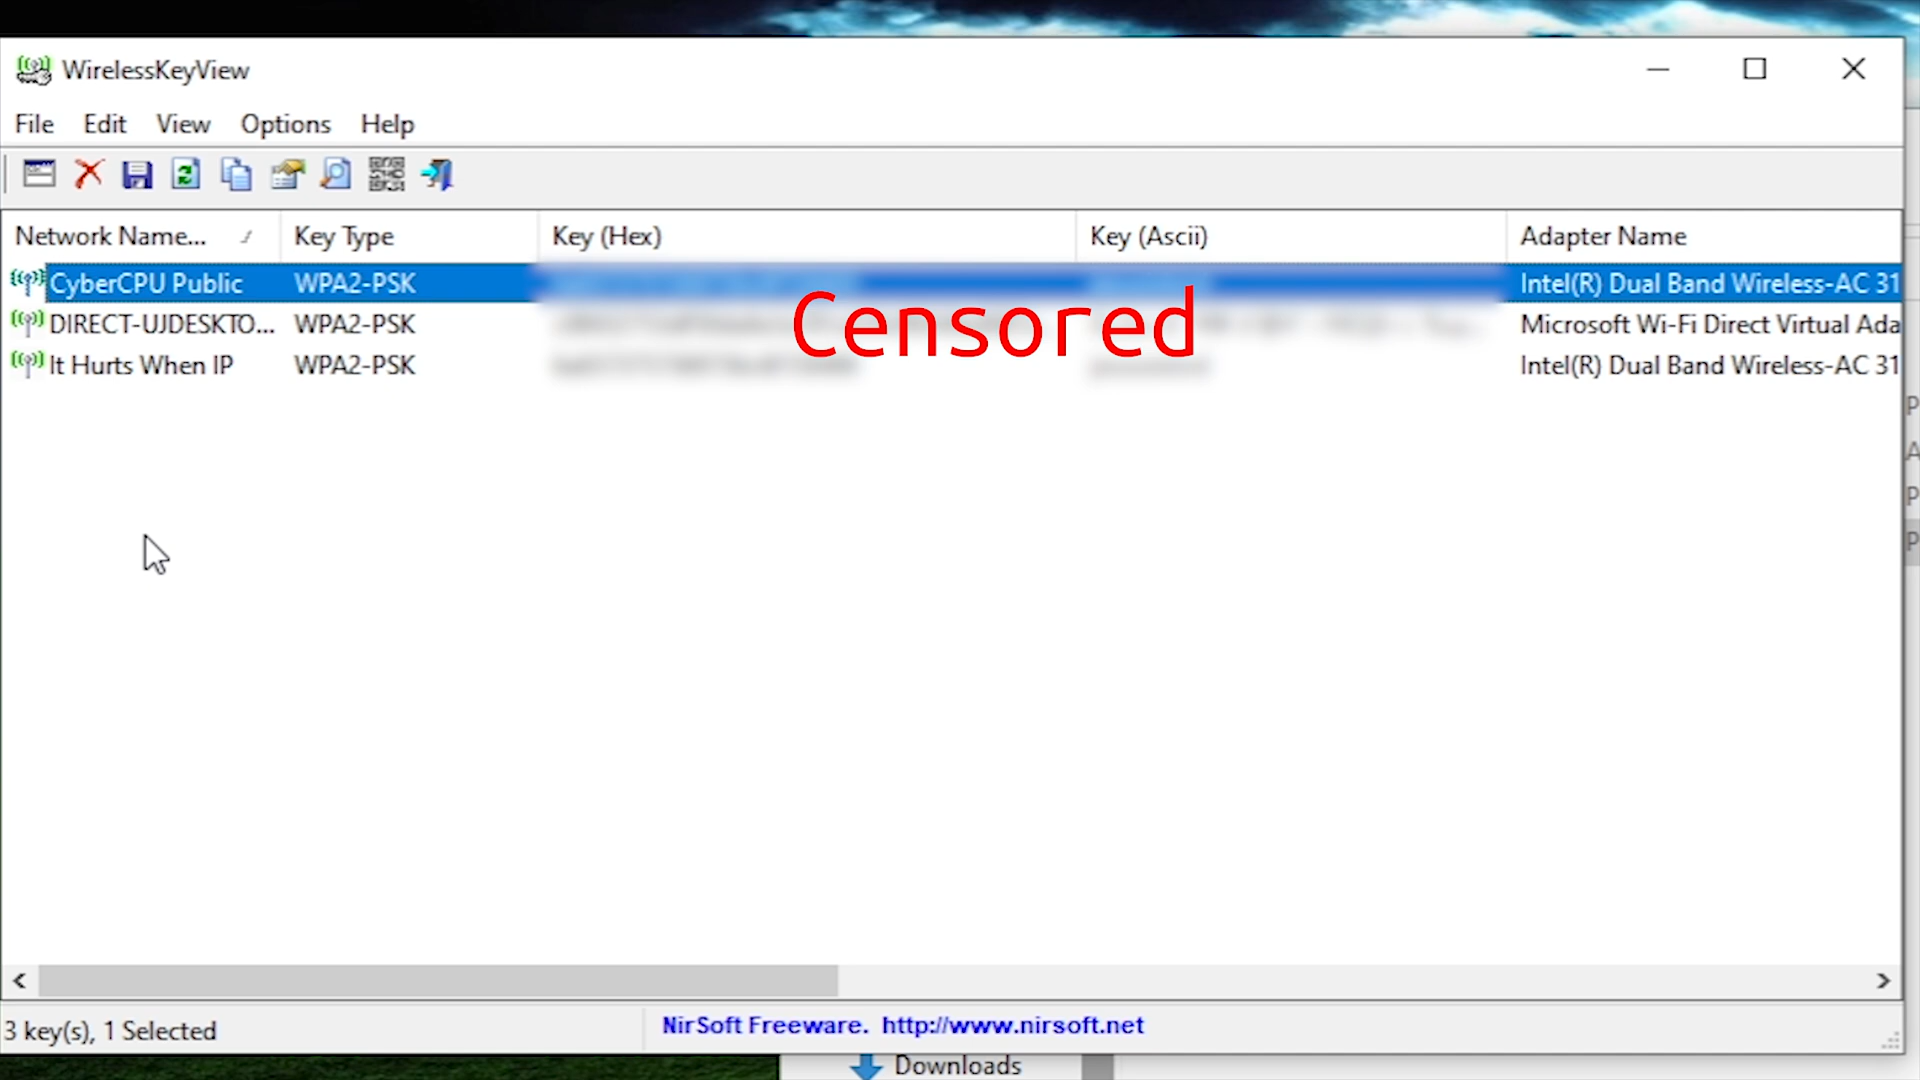 WirelessKeyView
File Edit View Options Help
Network Name... Key Type Key (Hex) Key (Ascii) Adapter Name
CyberCPU Public WPA2-PSK Intel(R) Dual Band Wireless-AC 31
DIRECT-UJDESKTO... WPA2-PSK Microsoft Wi-Fi Direct Virtual Ada
It Hurts When IP WPA2-PSK Intel(R) Dual Band Wireless-AC 31
Censored
P
A
P
P
3 key(s), 1 Selected NirSoft Freeware. http://www.nirsoft.net
Downloads